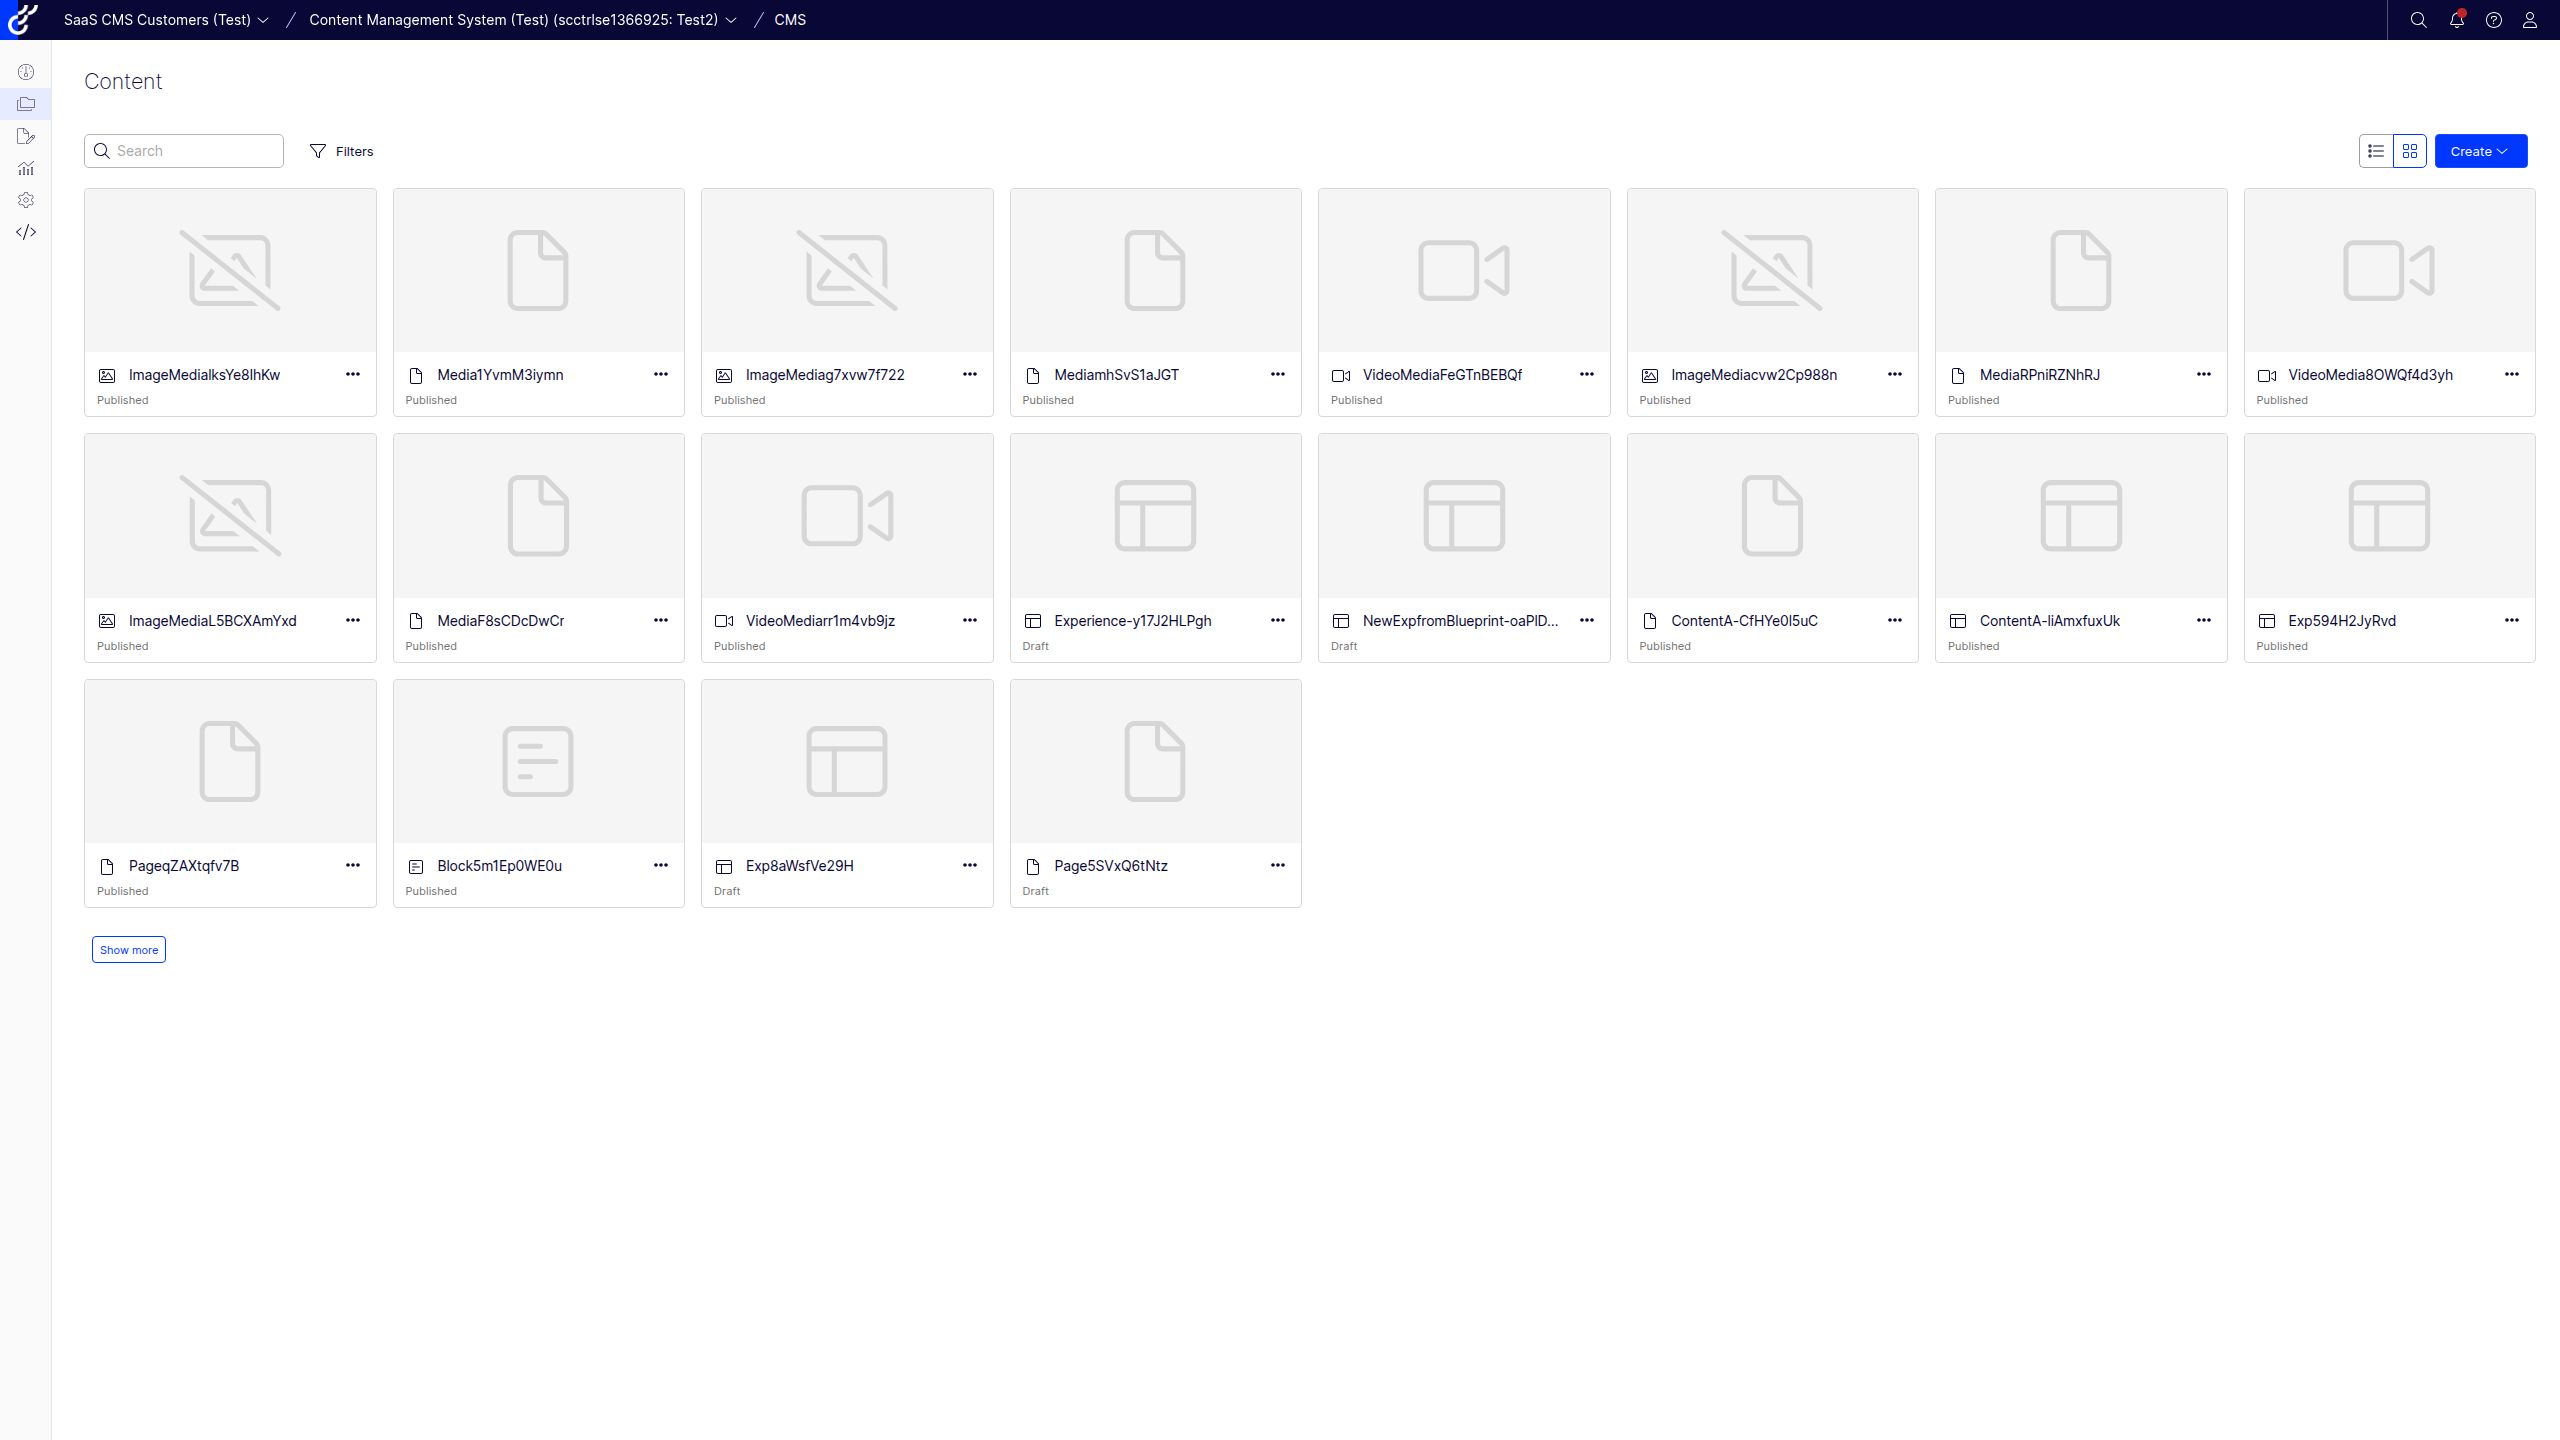 SaaS CMS Customers (Test) / Content Management System (Test) (scctrlse1366925: Test2) / CMS
Content
Search
Filters
Create
ImageMedialksYe8IhKw
Media1YvmM3iymn
ImageMediag7xvw7f722
MediamhSvS1aJGT
VideoMediaFeGTnBEBQf
ImageMediacvw2Cp988n
MediaRPniRZNhRJ
VideoMedia8OWQf4d3yh
Published
Published
Published
Published
Published
Published
Published
Published
ImageMediaL5BCXAmYxd
MediaF8sCDcDwCr
VideoMediarr1m4vb9jz
Experience-y17J2HLPgh
NewExpfromBlueprint-oaPlD...
ContentA-CfHYe0l5uC
ContentA-liAmxfuxUk
Exp594H2JyRvd
Published
Published
Published
Draft
Draft
Published
Published
Published
PageqZAXtqfv7B
Block5m1Ep0WE0u
Exp8aWsfVe29H
Page5SVxQ6tNtz
Published
Published
Draft
Draft
Show more